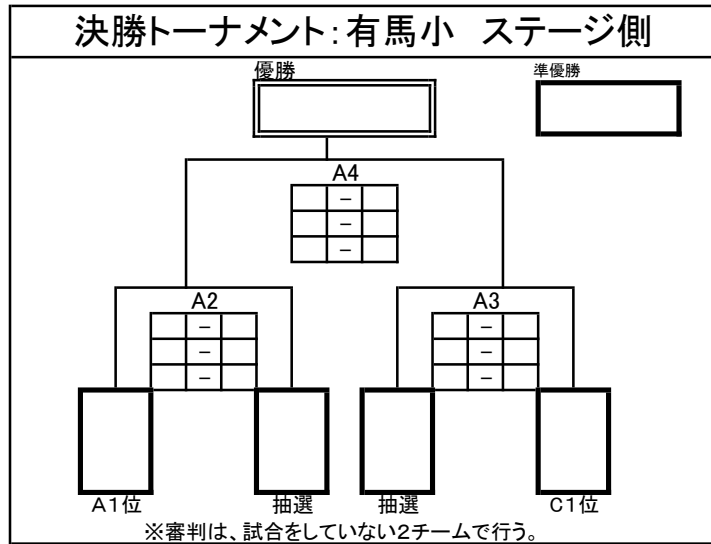 決勝トーナメント：有馬小　ステージ側
優勝
準優勝
A4
－
－
－
A2
A3
－
－
－
－
－
－
A1位
抽選
抽選
C1位
※審判は、試合をしていない2チームで行う。